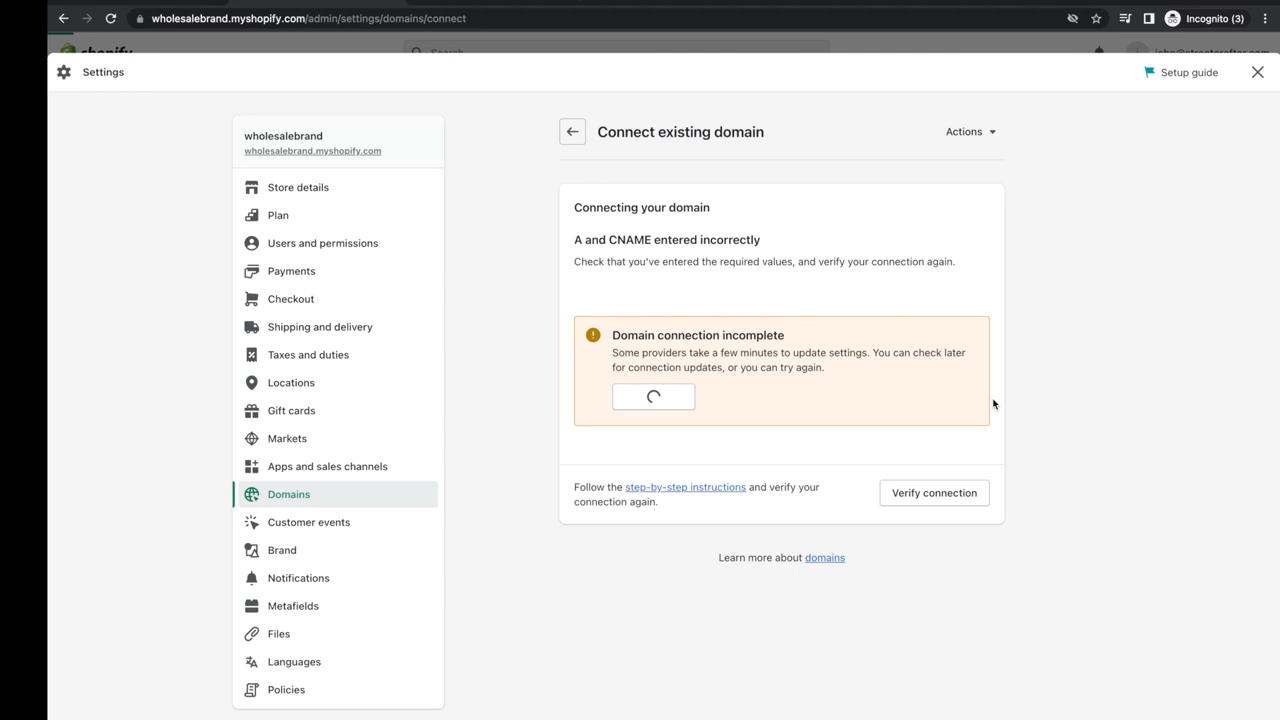 wholesalebrand.myshopify.com/admin/settings/domains/connect
Incognito (3)
shopify
Search
Settings
Setup guide
wholesalebrand
wholesalebrand.myshopify.com
Connect existing domain
Actions
Store details
Plan
Users and permissions
Payments
Checkout
Shipping and delivery
Taxes and duties
Locations
Gift cards
Markets
Apps and sales channels
Domains
Customer events
Brand
Notifications
Metafields
Files
Languages
Policies
Connecting your domain
A and CNAME entered incorrectly
Check that you've entered the required values, and verify your connection again.
Domain connection incomplete
Some providers take a few minutes to update settings. You can check later
for connection updates, or you can try again.
Follow the step-by-step instructions and verify your
connection again.
Verify connection
Learn more about domains